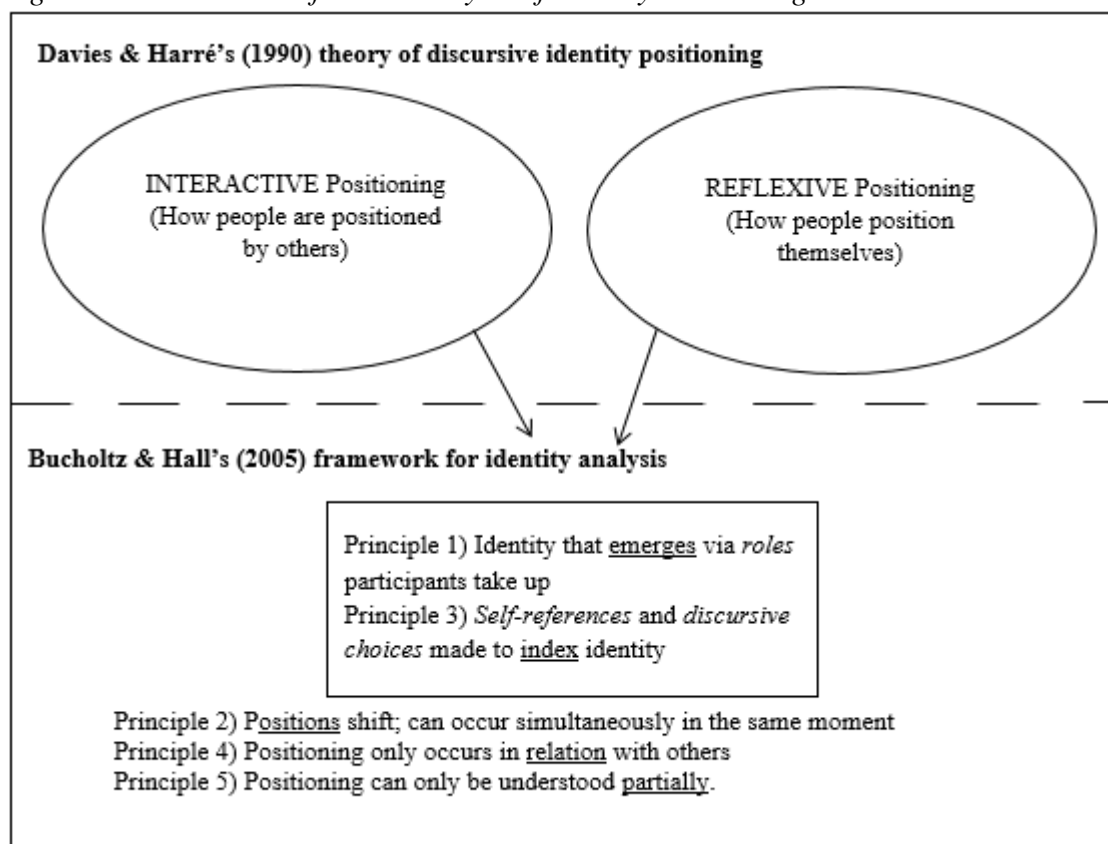 Davies & Harré's (1990) theory of discursive identity positioning
INTERACTIVE Positioning
(How people are positioned
by others)
REFLEXIVE Positioning
(How people position
themselves)
Bucholtz & Hall's (2005) framework for identity analysis
Principle 1) Identity that emerges via roles
participants take up
Principle 3) Self-references and discursive
choices made to index identity
Principle 2) Positions shift; can occur simultaneously in the same moment
Principle 4) Positioning only occurs in relation with others
Principle 5) Positioning can only be understood partially.